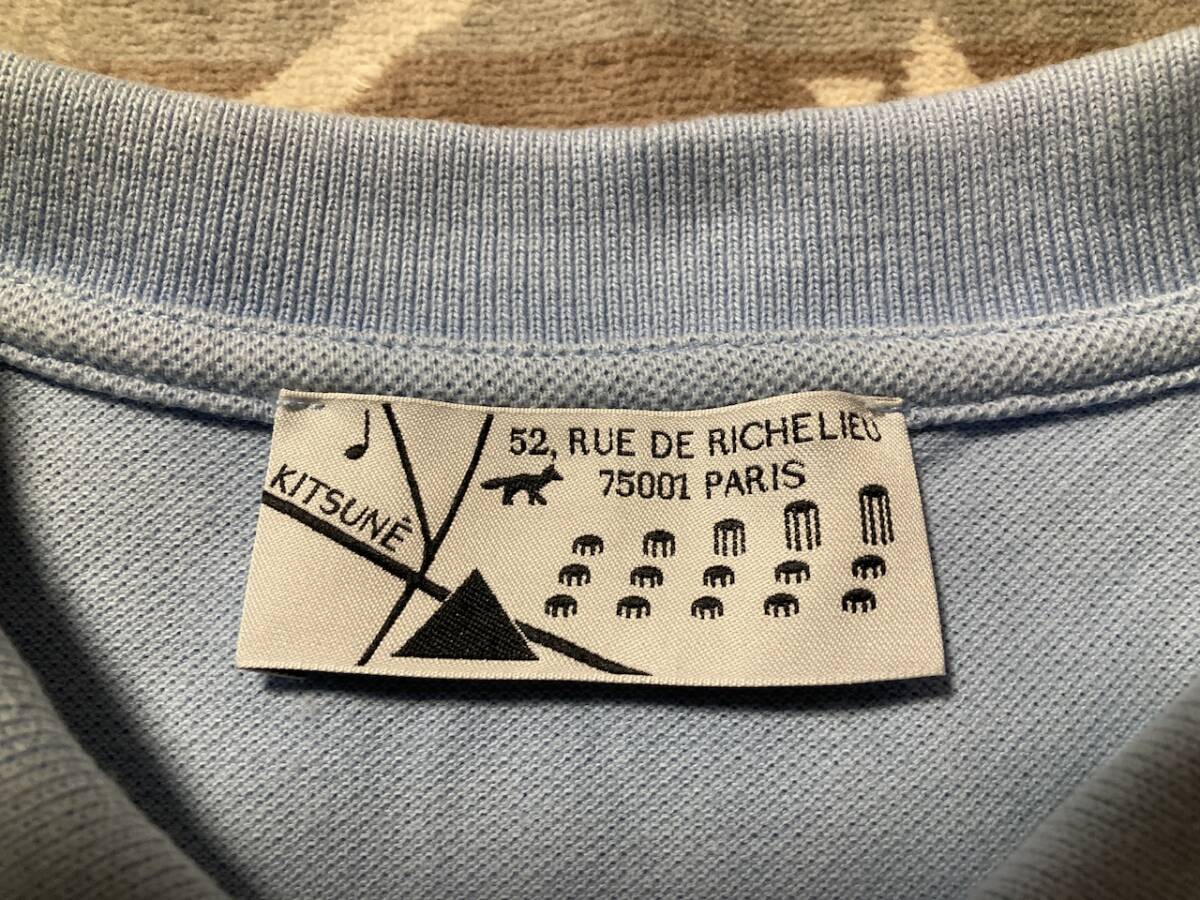 52, RUE DE RICHELIEU
75001 PARIS
KITSUNÉ